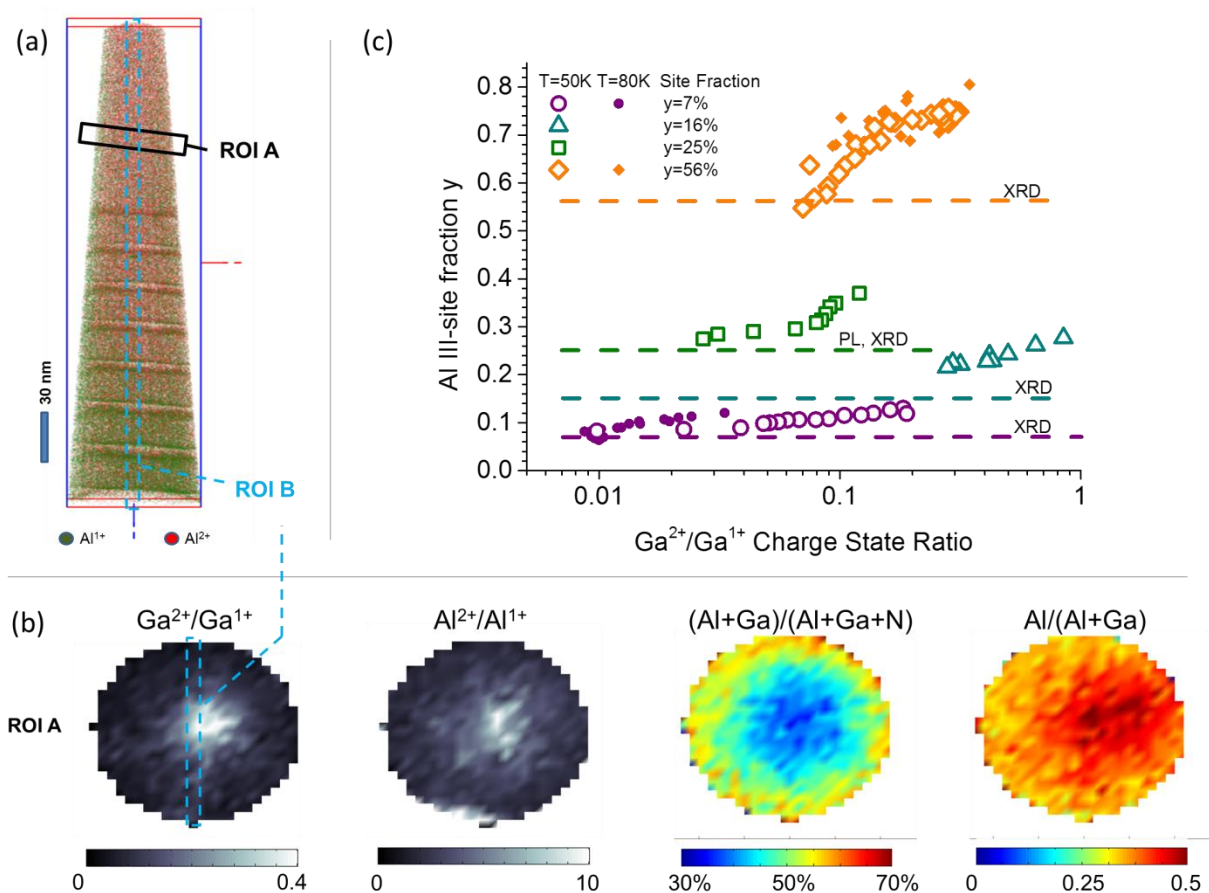 (a)
ROI A
ROI B
30 nm
Al¹⁺ Al²⁺
(c)
T=50K T=80K Site Fraction
y=7%
y=16%
y=25%
y=56%
XRD
PL, XRD
XRD
XRD
Al III-site fraction y
0.8
0.7
0.6
0.5
0.4
0.3
0.2
0.1
0.0
0.01 0.1 1
Ga²⁺/Ga¹⁺ Charge State Ratio
(b)
Ga²⁺/Ga¹⁺ Al²⁺/Al¹⁺ (Al+Ga)/(Al+Ga+N) Al/(Al+Ga)
ROI A
0 0.4 0 10 30% 50% 70% 0 0.25 0.5